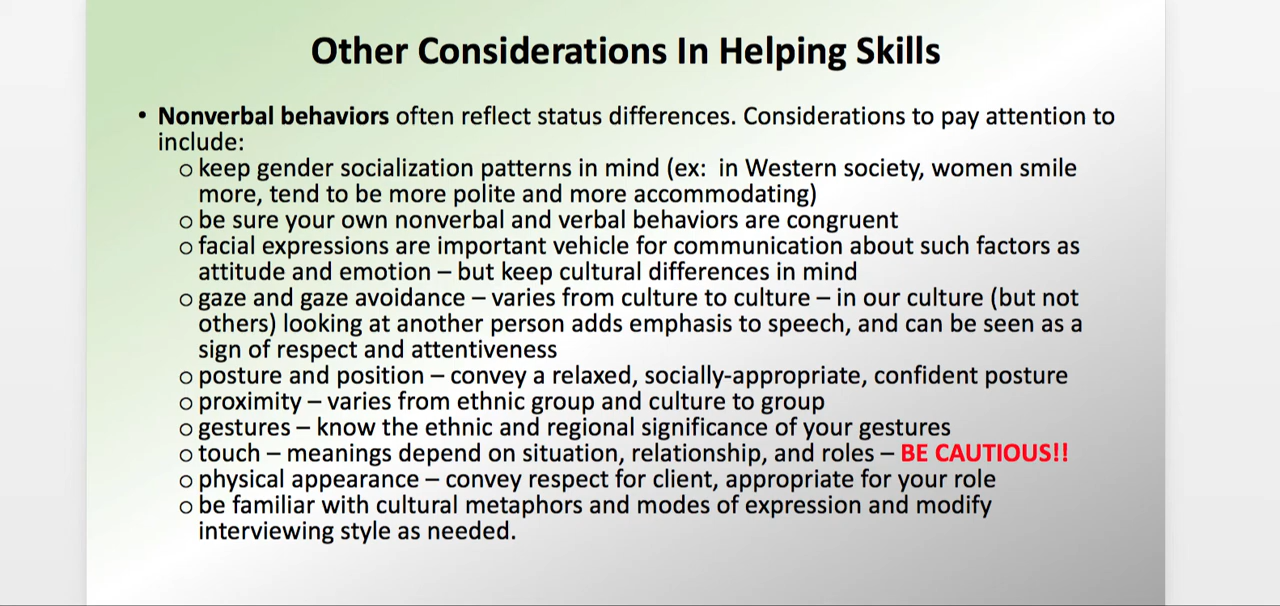 Other Considerations In Helping Skills
• Nonverbal behaviors often reflect status differences. Considerations to pay attention to
include:
o keep gender socialization patterns in mind (ex:  in Western society, women smile
more, tend to be more polite and more accommodating)
o be sure your own nonverbal and verbal behaviors are congruent
o facial expressions are important vehicle for communication about such factors as
attitude and emotion – but keep cultural differences in mind
o gaze and gaze avoidance – varies from culture to culture – in our culture (but not
others) looking at another person adds emphasis to speech, and can be seen as a
sign of respect and attentiveness
o posture and position – convey a relaxed, socially-appropriate, confident posture
o proximity – varies from ethnic group and culture to group
o gestures – know the ethnic and regional significance of your gestures
o touch – meanings depend on situation, relationship, and roles – BE CAUTIOUS!!
o physical appearance – convey respect for client, appropriate for your role
o be familiar with cultural metaphors and modes of expression and modify
interviewing style as needed.